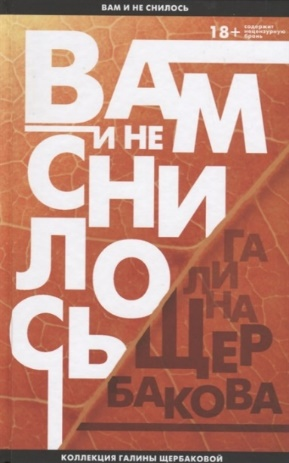 ВАМ И НЕ СНИЛОСЬ
18+ содержит
нецензурную
брань
ВАМ
И НЕ
СНИ
ЛО
СЬ
ГА
ЛИ
НА
ЩЕР
БАКОВА
КОЛЛЕКЦИЯ ГАЛИНЫ ЩЕРБАКОВОЙ